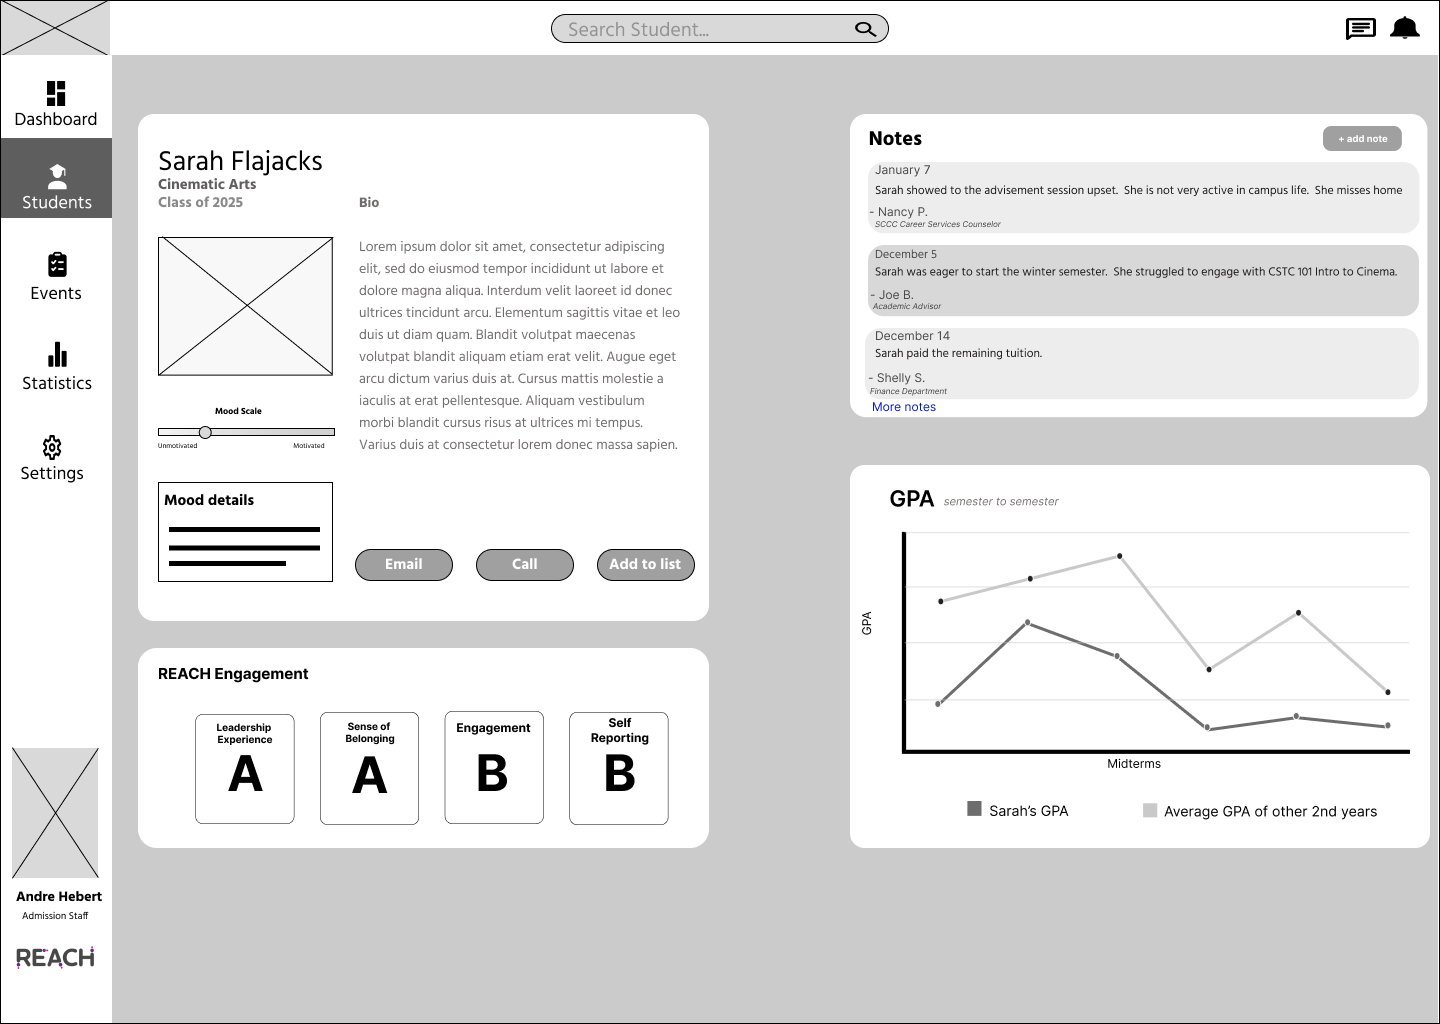 Search Student...
Dashboard
Students
Events
Statistics
Settings
Andre Hebert
Admission Staff
REACH
Sarah Flajacks
Cinematic Arts
Class of 2025
Bio
Lorem ipsum dolor sit amet, consectetur adipiscing
elit, sed do eiusmod tempor incididunt ut labore et
dolore magna aliqua. Interdum velit laoreet id donec
ultrices tincidunt arcu. Elementum sagittis vitae et leo
duis ut diam quam. Blandit volutpat maecenas
volutpat blandit aliquam etiam erat velit. Augue eget
arcu dictum varius duis at. Cursus mattis molestie a
iaculis at erat pellentesque. Aliquam vestibulum
morbi blandit cursus risus at ultrices mi tempus.
Varius duis at consectetur lorem donec massa sapien.
Mood Scale
Unmotivated
Motivated
Mood details
Email
Call
Add to list
REACH Engagement
Leadership
Experience
A
Sense of
Belonging
A
Engagement
B
Self
Reporting
B
Notes
+ add note
January 7
Sarah showed to the advisement session upset.  She is not very active in campus life.  She misses home
- Nancy P.
SCCC Career Services Counselor
December 5
Sarah was eager to start the winter semester.  She struggled to engage with CSTC 101 Intro to Cinema.
- Joe B.
Academic Advisor
December 14
Sarah paid the remaining tuition.
- Shelly S.
Finance Department
More notes
GPA semester to semester
GPA
Midterms
Sarah's GPA
Average GPA of other 2nd years